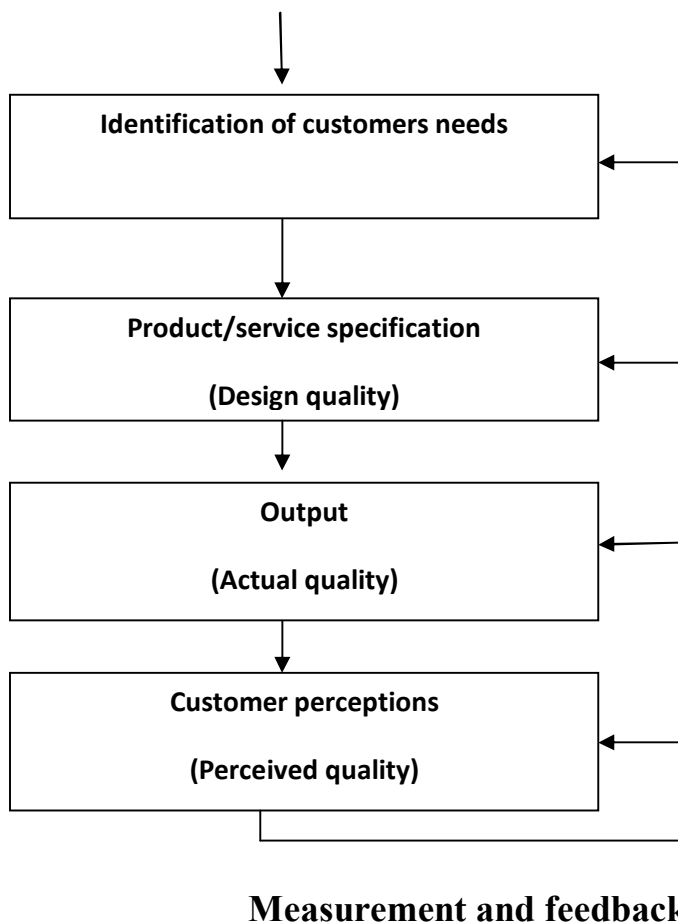 Identification of customers needs
Product/service specification
(Design quality)
Output
(Actual quality)
Customer perceptions
(Perceived quality)
Measurement and feedback